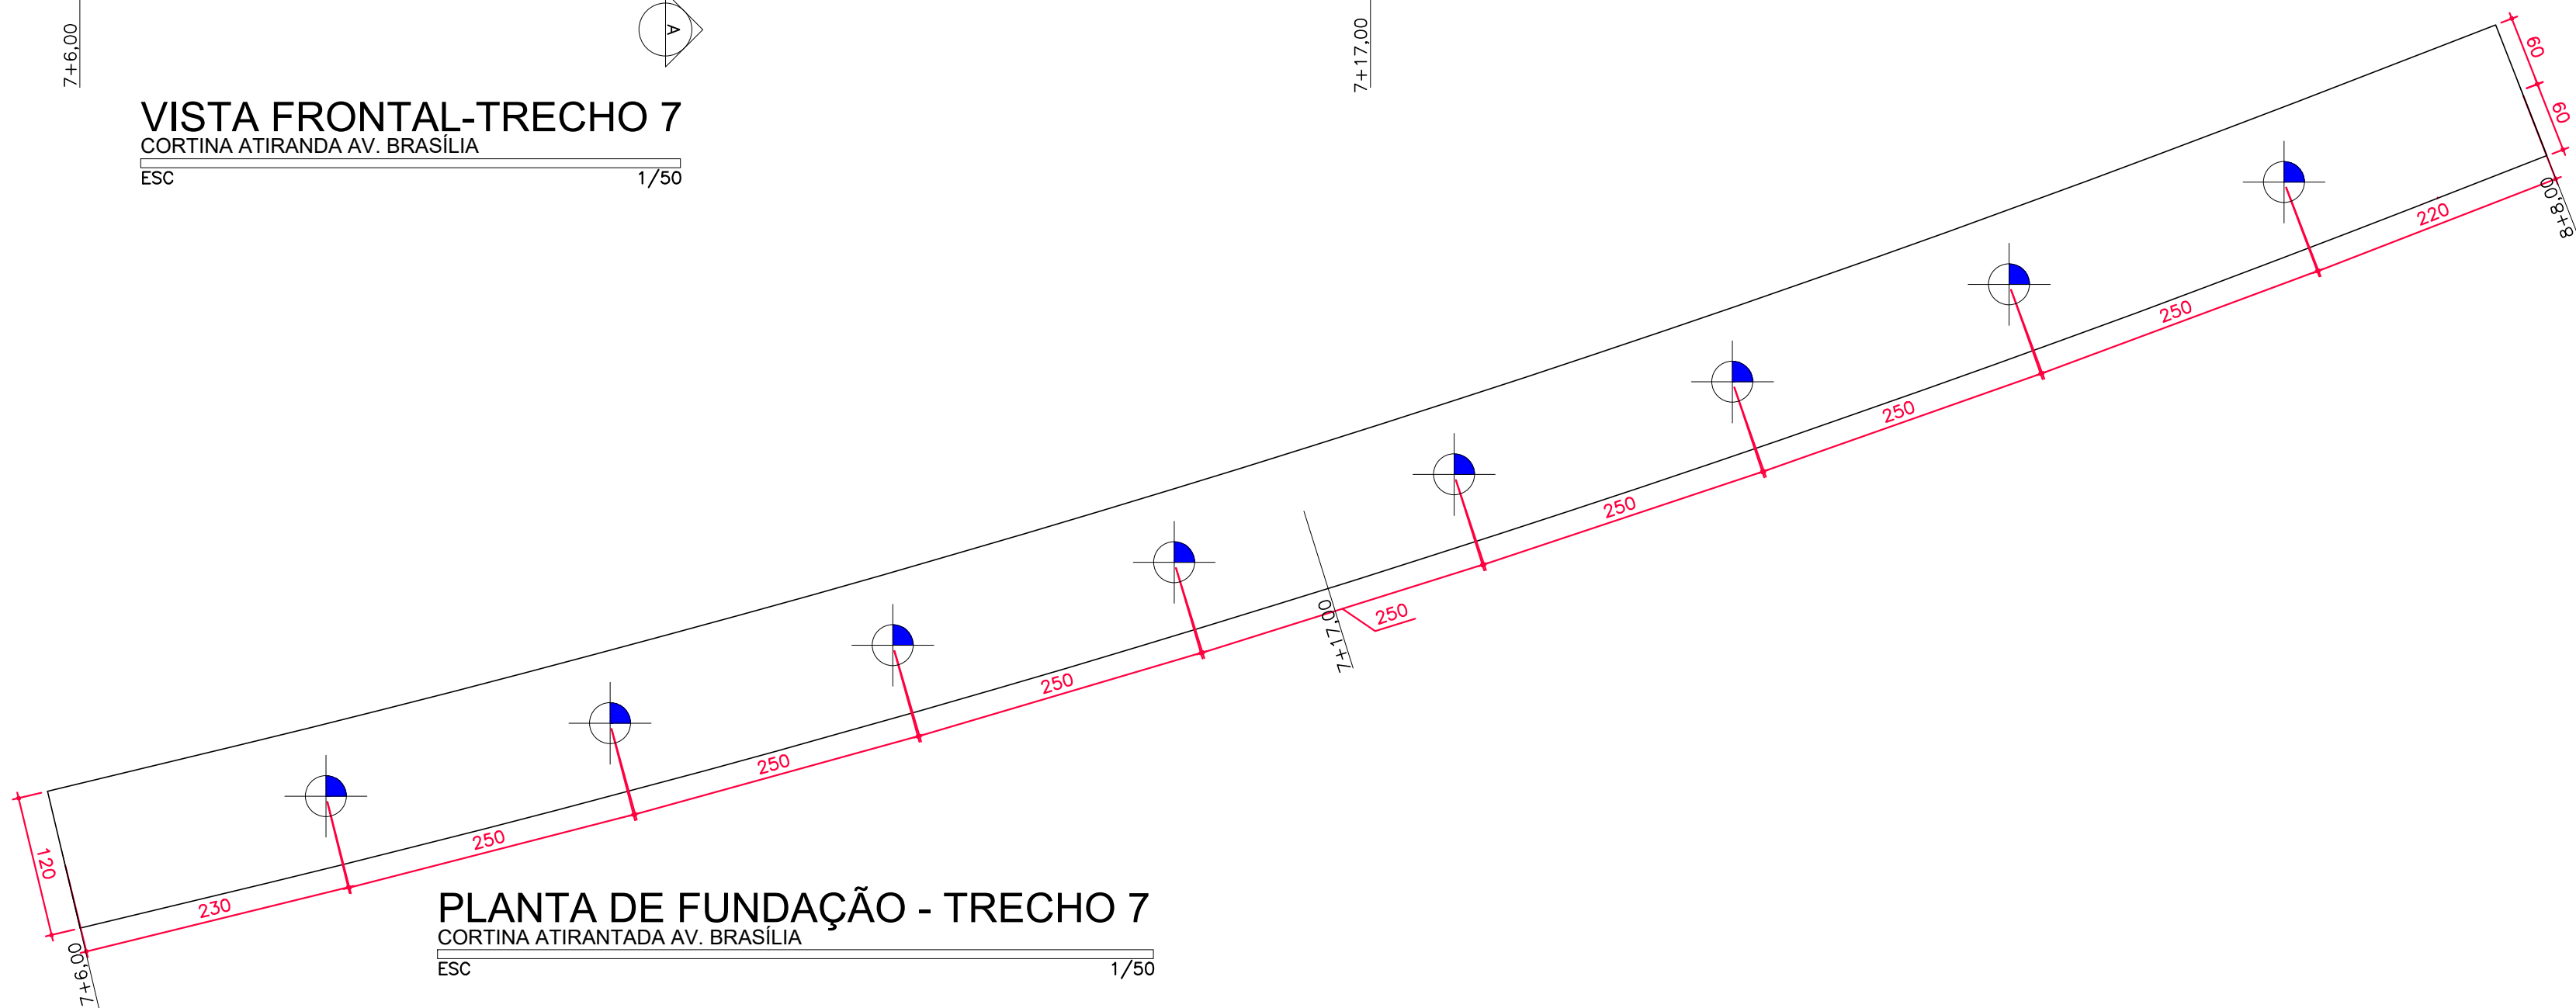 7+6,00
A
7+17,00
VISTA FRONTAL-TRECHO 7
CORTINA ATIRANDA AV. BRASÍLIA
ESC 1/50
60
60
8+8,00
220
250
250
250
250
7+17,00
250
250
250
230
120
7+6,00
PLANTA DE FUNDAÇÃO - TRECHO 7
CORTINA ATIRANTADA AV. BRASÍLIA
ESC 1/50